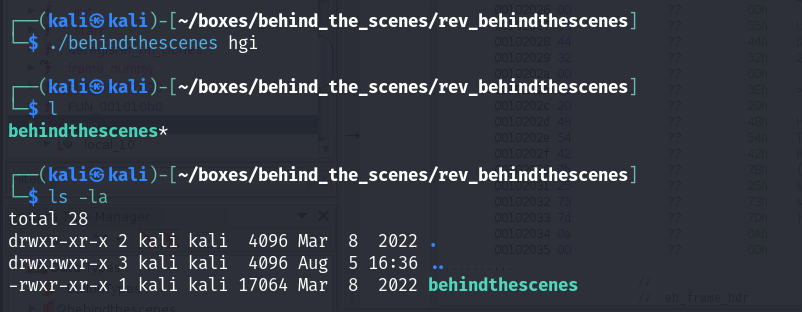 ┌──(kali㉿kali)-[~/boxes/behind_the_scenes/rev_behindthescenes]
└─$ ./behindthescenes hgi
┌──(kali㉿kali)-[~/boxes/behind_the_scenes/rev_behindthescenes]
└─$ l
behindthescenes*
┌──(kali㉿kali)-[~/boxes/behind_the_scenes/rev_behindthescenes]
└─$ ls -la
total 28
drwxr-xr-x 2 kali kali  4096 Mar  8  2022 .
drwxrwxr-x 3 kali kali  4096 Aug  5 16:36 ..
-rwxr-xr-x 1 kali kali 17064 Mar  8  2022 behindthescenes